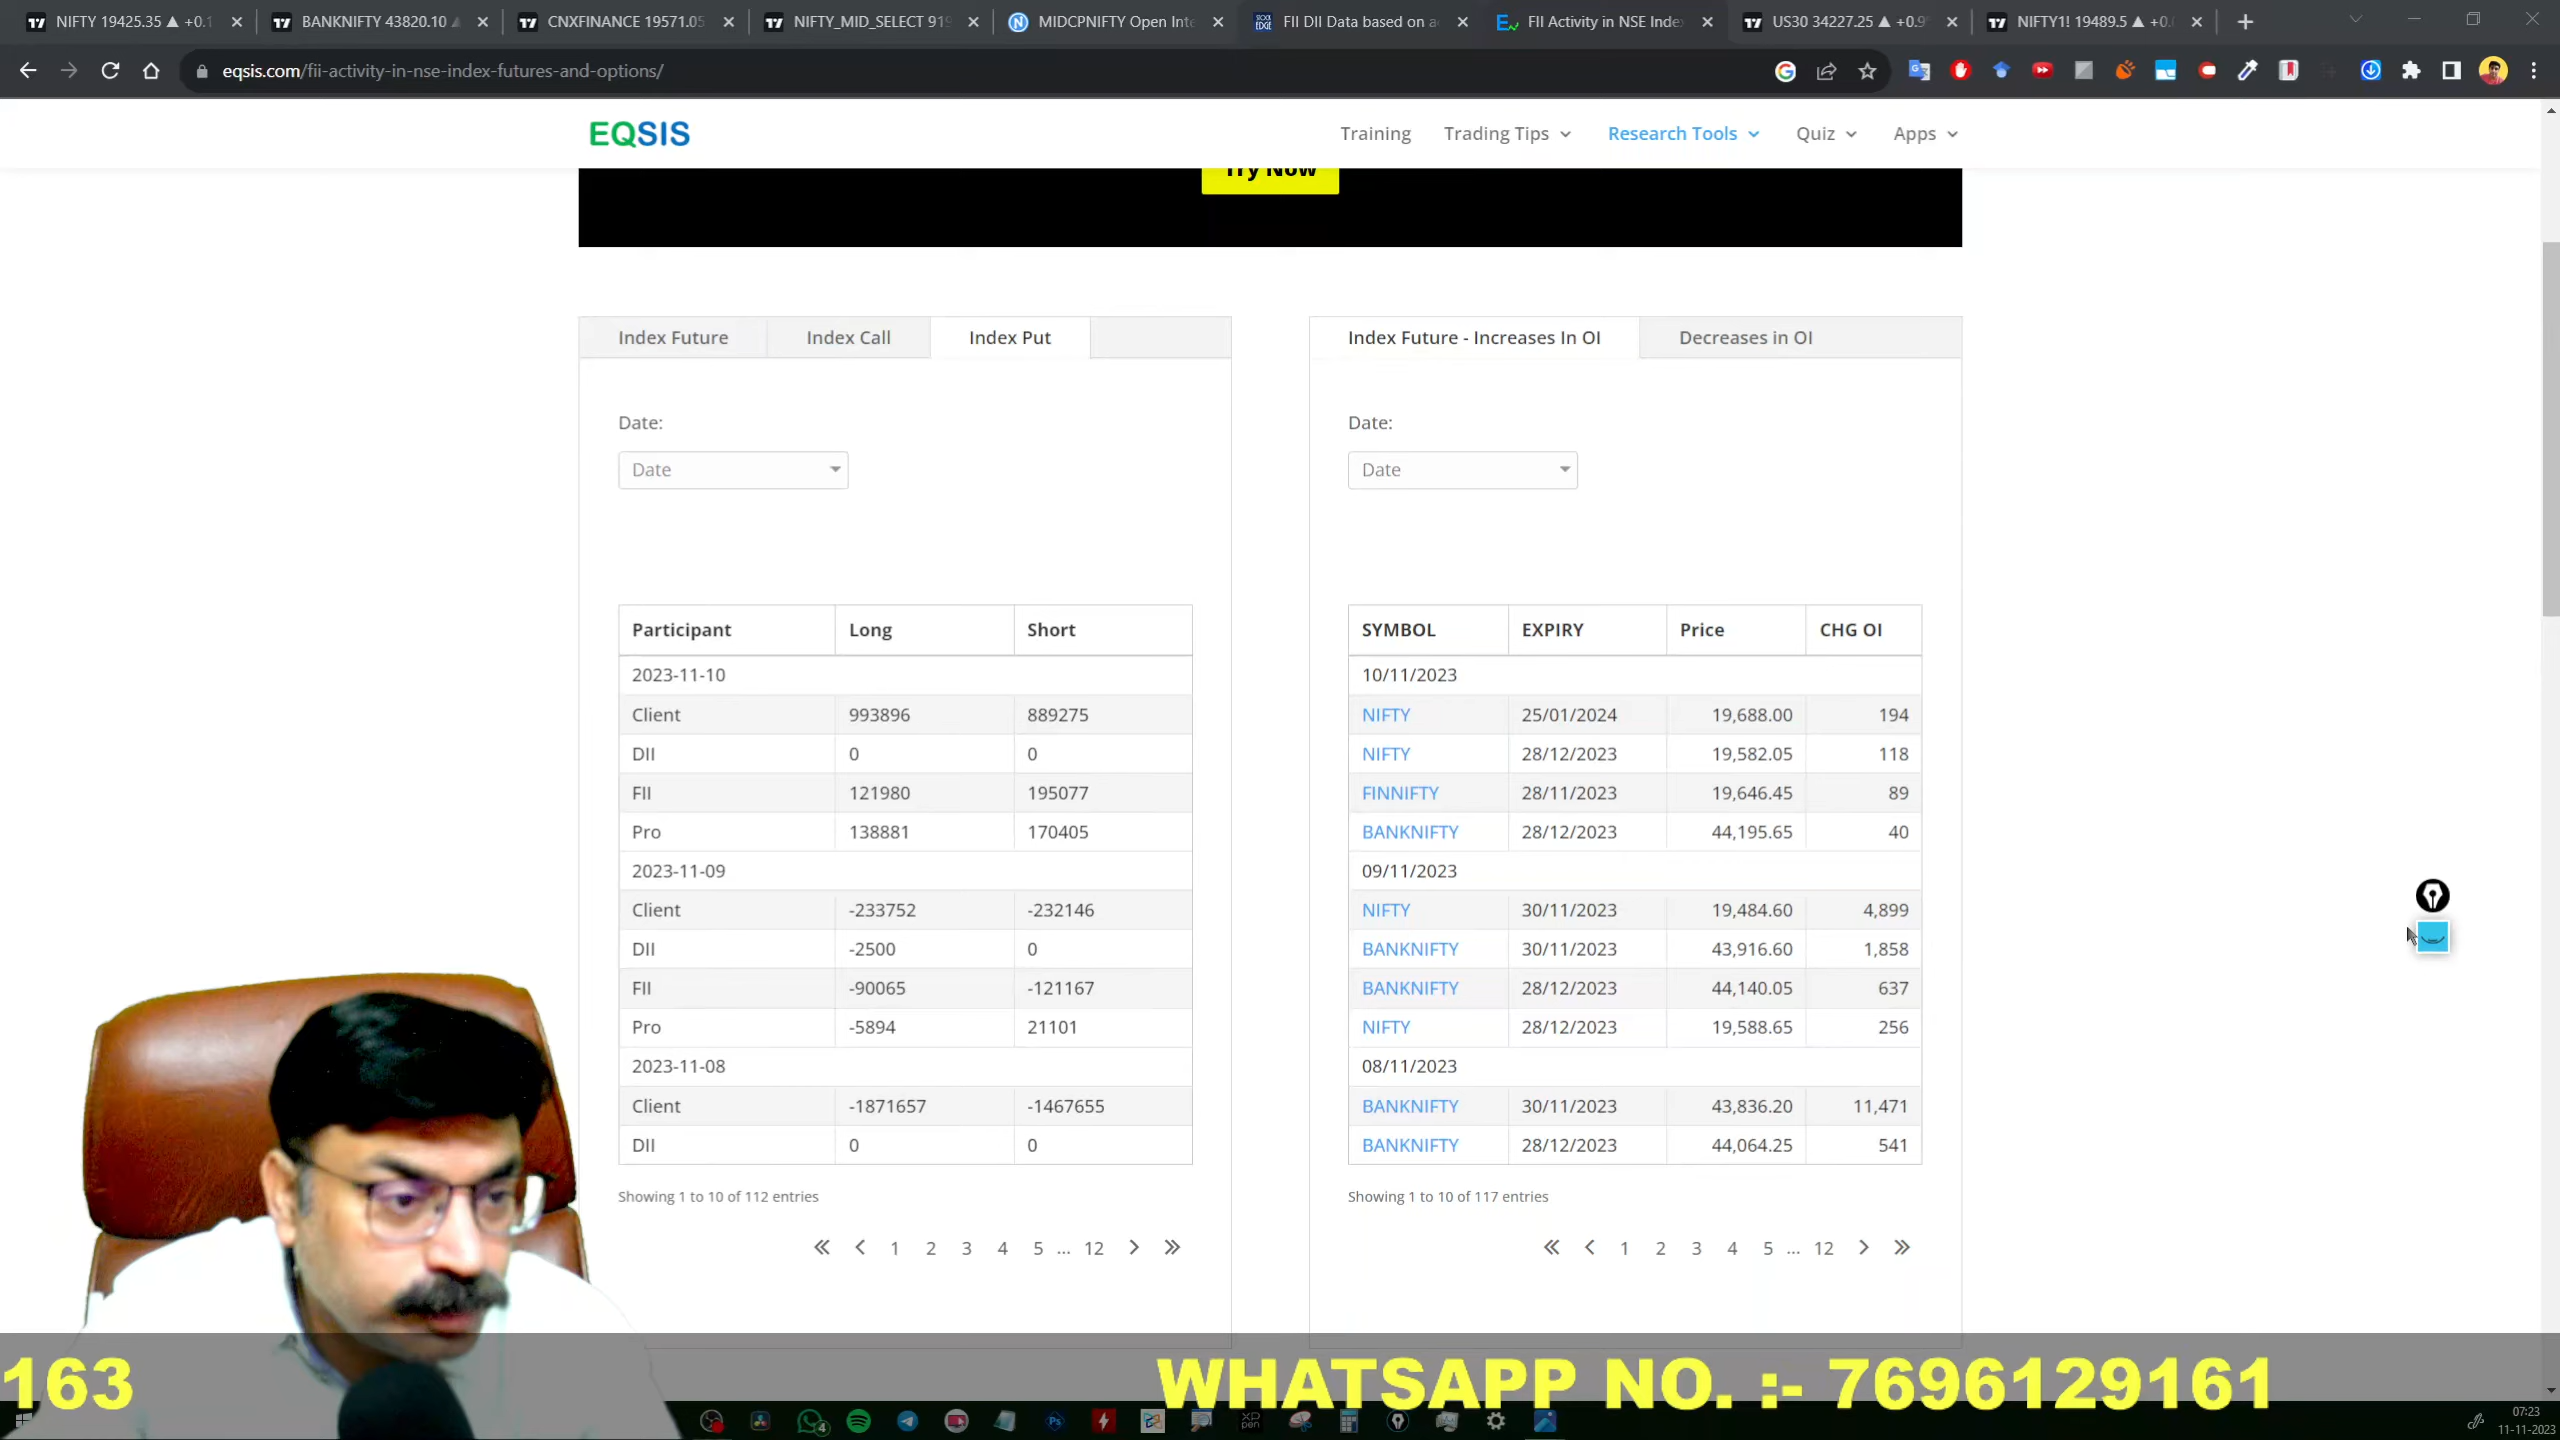 NIFTY 19425.35 ▲ +0.1
BANKNIFTY 43820.10
CNXFINANCE 19571.05
NIFTY_MID_SELECT 919
MIDCPNIFTY Open Inte
FII DII Data based on a
FII Activity in NSE Index
US30 34227.25 ▲ +0.9
NIFTY1! 19489.5 ▲ +0.
eqsis.com/fii-activity-in-nse-index-futures-and-options/
EQSIS
Training
Trading Tips
Research Tools
Quiz
Apps
Try Now
Index Future
Index Call
Index Put
Date:
Date
Participant Long Short
2023-11-10
Client 993896 889275
DII 0 0
FII 121980 195077
Pro 138881 170405
2023-11-09
Client -233752 -232146
DII -2500 0
FII -90065 -121167
Pro -5894 21101
2023-11-08
Client -1871657 -1467655
DII 0 0
Showing 1 to 10 of 112 entries
« ‹ 1 2 3 4 5 ... 12 › »
Index Future - Increases In OI
Decreases in OI
Date:
Date
SYMBOL EXPIRY Price CHG OI
10/11/2023
NIFTY 25/01/2024 19,688.00 194
NIFTY 28/12/2023 19,582.05 118
FINNIFTY 28/11/2023 19,646.45 89
BANKNIFTY 28/12/2023 44,195.65 40
09/11/2023
NIFTY 30/11/2023 19,484.60 4,899
BANKNIFTY 30/11/2023 43,916.60 1,858
BANKNIFTY 28/12/2023 44,140.05 637
NIFTY 28/12/2023 19,588.65 256
08/11/2023
BANKNIFTY 30/11/2023 43,836.20 11,471
BANKNIFTY 28/12/2023 44,064.25 541
Showing 1 to 10 of 117 entries
« ‹ 1 2 3 4 5 ... 12 › »
163
WHATSAPP NO. :- 7696129161
07:23
11-11-2023